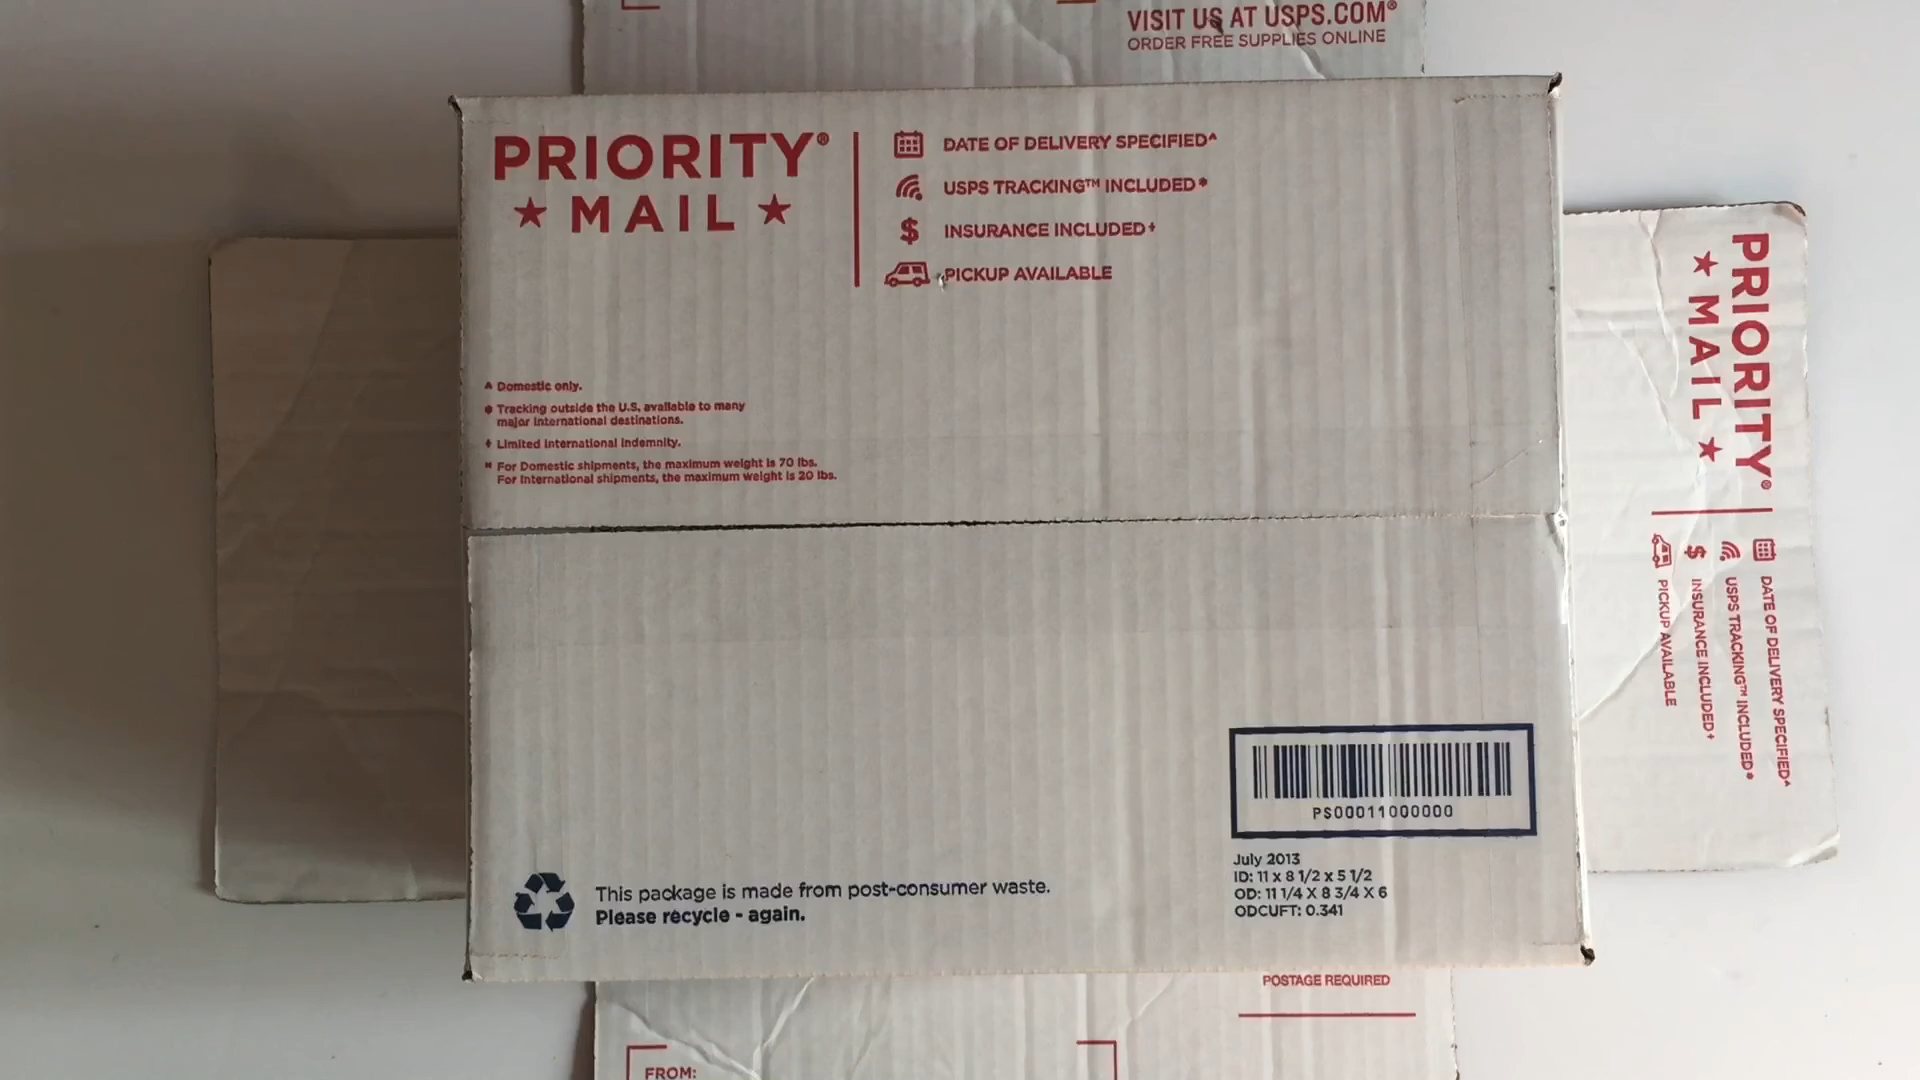 VISIT US AT USPS.COM®
ORDER FREE SUPPLIES ONLINE
PRIORITY®
★ MAIL ★
DATE OF DELIVERY SPECIFIED^
USPS TRACKING™ INCLUDED*
$ INSURANCE INCLUDED+
PICKUP AVAILABLE
^ Domestic only.
* Tracking outside the U.S. available to many
major international destinations.
+ Limited international indemnity.
" For Domestic shipments, the maximum weight is 70 lbs.
For International shipments, the maximum weight is 20 lbs.
PRIORITY®
★ MAIL ★
DATE OF DELIVERY SPECIFIED^
USPS TRACKING™ INCLUDED*
$ INSURANCE INCLUDED+
PICKUP AVAILABLE
PS00011000000
July 2013
ID: 11 x 8 1/2 x 5 1/2
OD: 11 1/4 X 8 3/4 X 6
ODCUFT: 0.341
This package is made from post-consumer waste.
Please recycle - again.
POSTAGE REQUIRED
FROM: